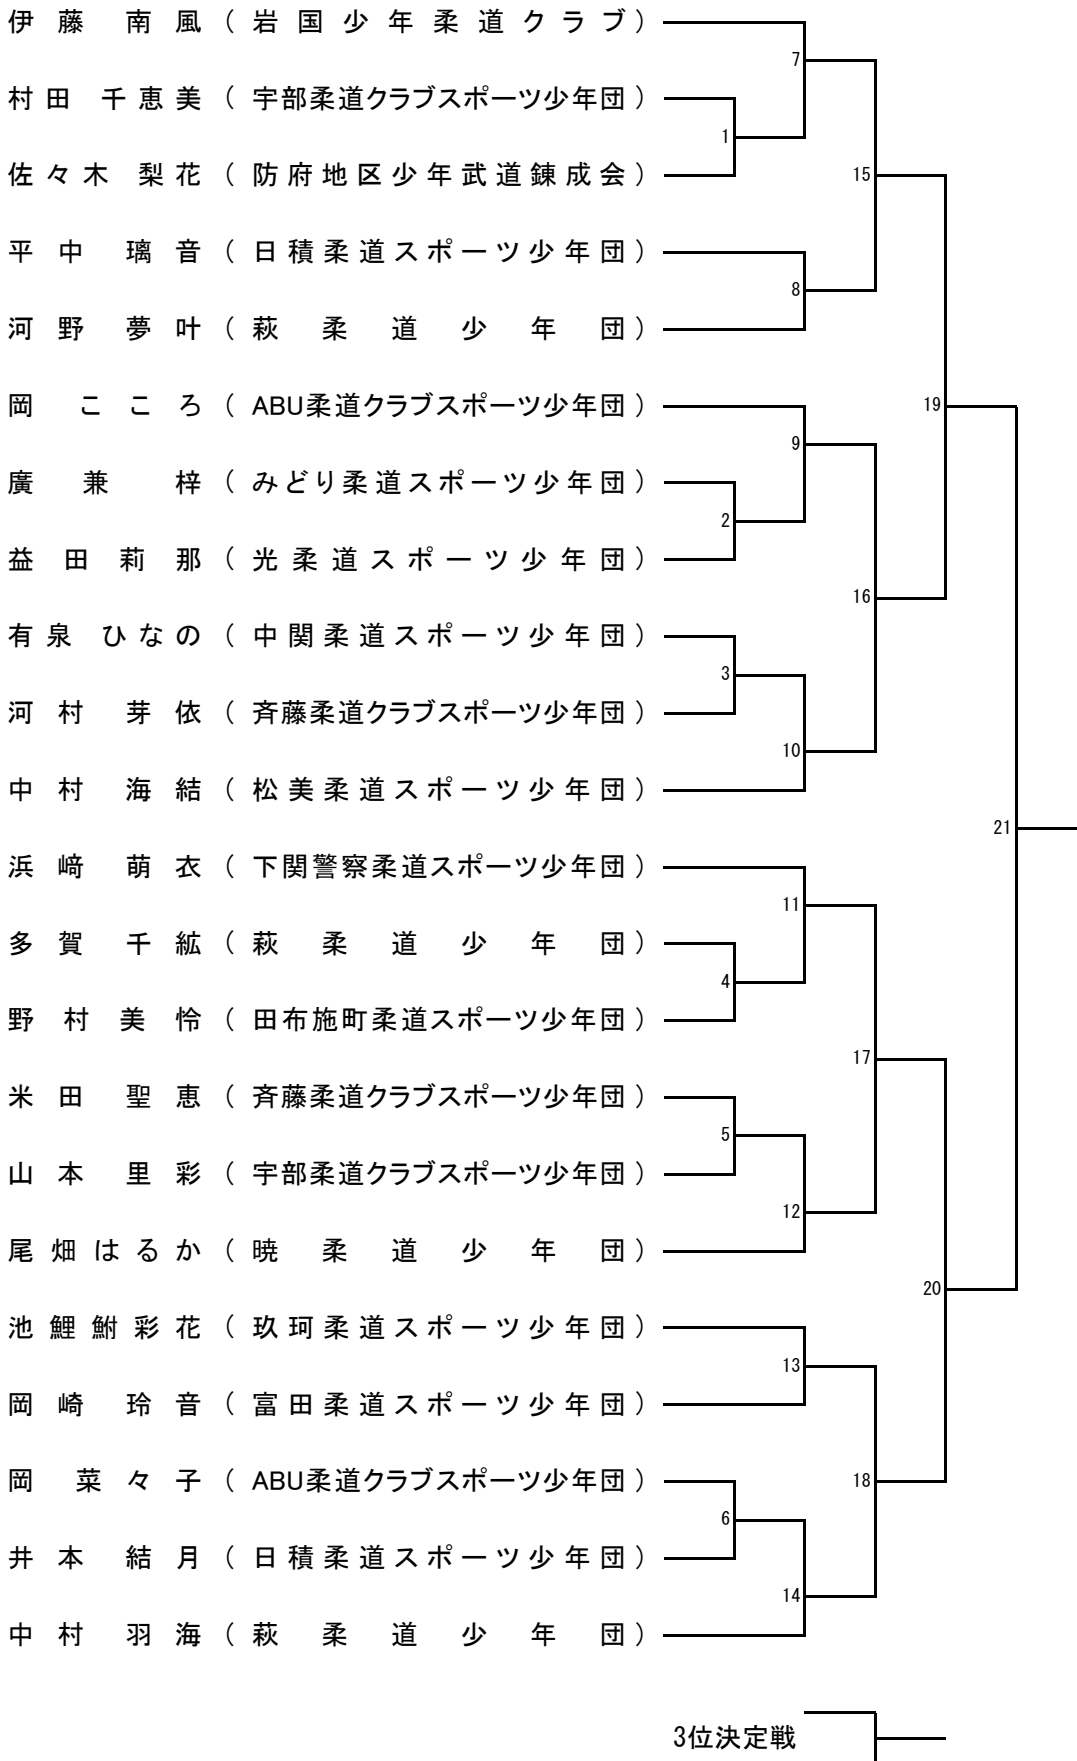 伊藤 南風（岩国少年柔道クラブ）
7
村田 千恵美（宇部柔道クラブスポーツ少年団）
1
佐々木 梨花（防府地区少年武道錬成会）
15
平中 璃音（日積柔道スポーツ少年団）
8
河野 夢叶（萩柔道少年団）
岡 こころ（ABU柔道クラブスポーツ少年団）
19
9
廣兼 梓（みどり柔道スポーツ少年団）
2
益田莉那（光柔道スポーツ少年団）
16
有泉 ひなの（中関柔道スポーツ少年団）
3
河村 芽依（斉藤柔道クラブスポーツ少年団）
10
中村 海結（松美柔道スポーツ少年団）
21
浜﨑 萌衣（下関警察柔道スポーツ少年団）
11
多賀 千紘（萩柔道少年団）
4
野村美怜（田布施町柔道スポーツ少年団）
17
米田 聖恵（斉藤柔道クラブスポーツ少年団）
5
山本 里彩（宇部柔道クラブスポーツ少年団）
12
尾畑はるか（暁柔道少年団）
20
池鯉鮒彩花（玖珂柔道スポーツ少年団）
13
岡崎 玲音（富田柔道スポーツ少年団）
岡 菜々子（ABU柔道クラブスポーツ少年団）
18
6
井本 結月（日積柔道スポーツ少年団）
14
中村 羽海（萩柔道少年団）
3位決定戦